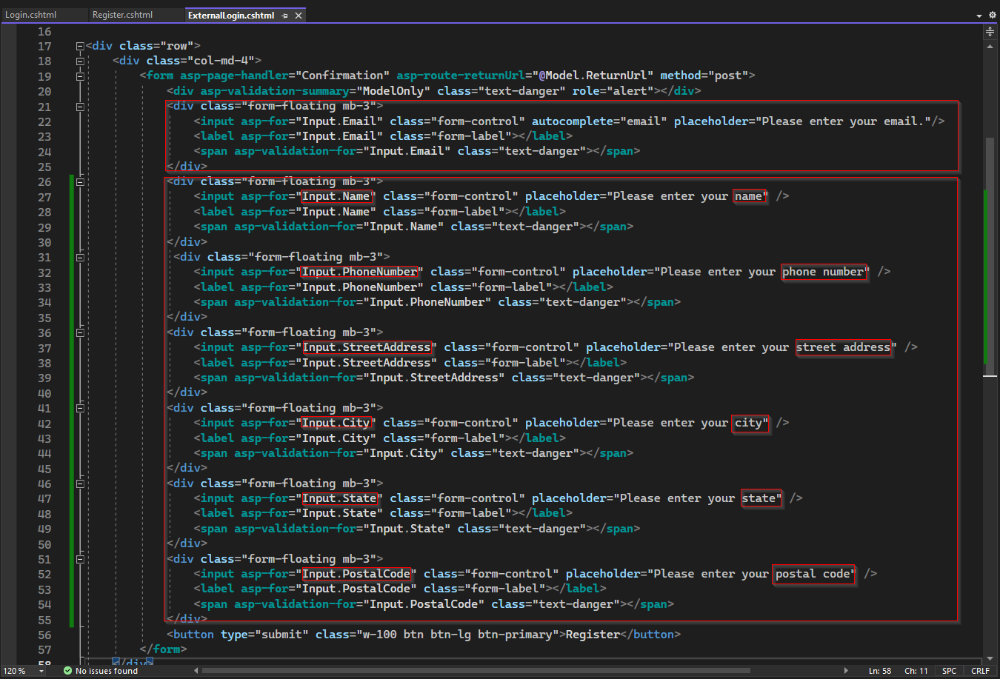 Login.cshtml Register.cshtml ExternalLogin.cshtml
16
17 <div class="row">
18 <div class="col-md-4">
19 <form asp-page-handler="Confirmation" asp-route-returnUrl="@Model.ReturnUrl" method="post">
20 <div asp-validation-summary="ModelOnly" class="text-danger" role="alert"></div>
21 <div class="form-floating mb-3">
22 <input asp-for="Input.Email" class="form-control" autocomplete="email" placeholder="Please enter your email."/>
23 <label asp-for="Input.Email" class="form-label"></label>
24 <span asp-validation-for="Input.Email" class="text-danger"></span>
25 </div>
26 <div class="form-floating mb-3">
27 <input asp-for="Input.Name" class="form-control" placeholder="Please enter your name" />
28 <label asp-for="Input.Name" class="form-label"></label>
29 <span asp-validation-for="Input.Name" class="text-danger"></span>
30 </div>
31 <div class="form-floating mb-3">
32 <input asp-for="Input.PhoneNumber" class="form-control" placeholder="Please enter your phone number" />
33 <label asp-for="Input.PhoneNumber" class="form-label"></label>
34 <span asp-validation-for="Input.PhoneNumber" class="text-danger"></span>
35 </div>
36 <div class="form-floating mb-3">
37 <input asp-for="Input.StreetAddress" class="form-control" placeholder="Please enter your street address" />
38 <label asp-for="Input.StreetAddress" class="form-label"></label>
39 <span asp-validation-for="Input.StreetAddress" class="text-danger"></span>
40 </div>
41 <div class="form-floating mb-3">
42 <input asp-for="Input.City" class="form-control" placeholder="Please enter your city" />
43 <label asp-for="Input.City" class="form-label"></label>
44 <span asp-validation-for="Input.City" class="text-danger"></span>
45 </div>
46 <div class="form-floating mb-3">
47 <input asp-for="Input.State" class="form-control" placeholder="Please enter your state" />
48 <label asp-for="Input.State" class="form-label"></label>
49 <span asp-validation-for="Input.State" class="text-danger"></span>
50 </div>
51 <div class="form-floating mb-3">
52 <input asp-for="Input.PostalCode" class="form-control" placeholder="Please enter your postal code" />
53 <label asp-for="Input.PostalCode" class="form-label"></label>
54 <span asp-validation-for="Input.PostalCode" class="text-danger"></span>
55 </div>
56 <button type="submit" class="w-100 btn btn-lg btn-primary">Register</button>
57 </form>
58 </div>
120 % No issues found Ln: 58 Ch: 11 SPC CRLF